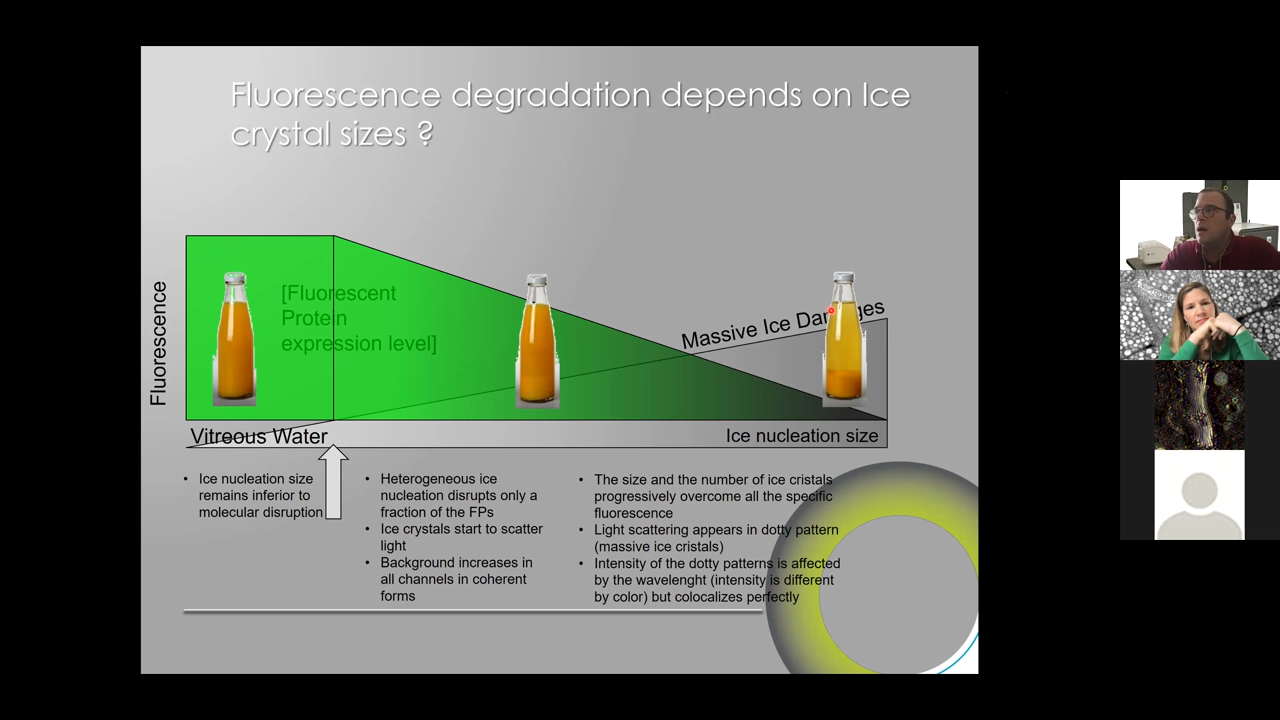 Fluorescence degradation depends on Ice
crystal sizes ?
Fluorescence
[Fluorescent
Protein
expression level]
Massive Ice Damages
Vitreous Water
Ice nucleation size
• Ice nucleation size
remains inferior to
molecular disruption
• Heterogeneous ice
nucleation disrupts only a
fraction of the FPs
• Ice crystals start to scatter
light
• Background increases in
all channels in coherent
forms
• The size and the number of ice cristals
progressively overcome all the specific
fluorescence
• Light scattering appears in dotty pattern
(massive ice cristals)
• Intensity of the dotty patterns is affected
by the wavelenght (intensity is different
by color) but colocalizes perfectly